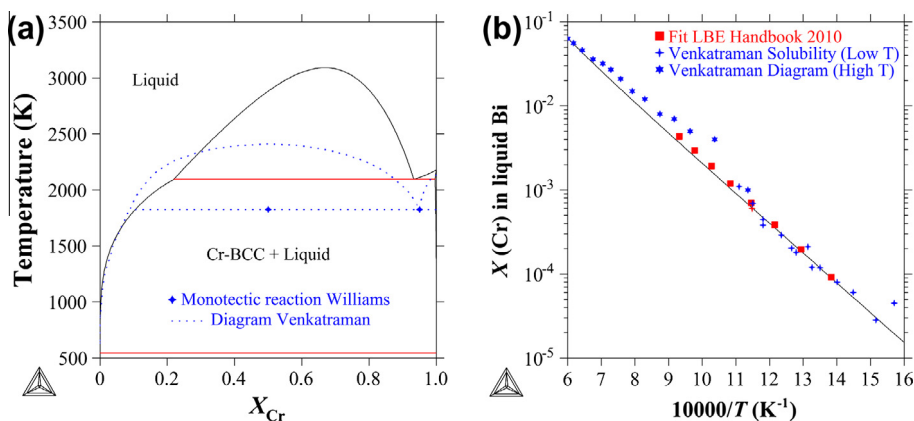 (a)
Temperature (K)
3500
3000
2500
2000
1500
1000
500
Liquid
Cr-BCC + Liquid
Monotectic reaction Williams
Diagram Venkatraman
0 0.2 0.4 0.6 0.8 1.0
X_Cr
(b)
X (Cr) in liquid Bi
10^-1
10^-2
10^-3
10^-4
10^-5
Fit LBE Handbook 2010
Venkatraman Solubility (Low T)
Venkatraman Diagram (High T)
6 7 8 9 10 11 12 13 14 15 16
10000/T (K^-1)